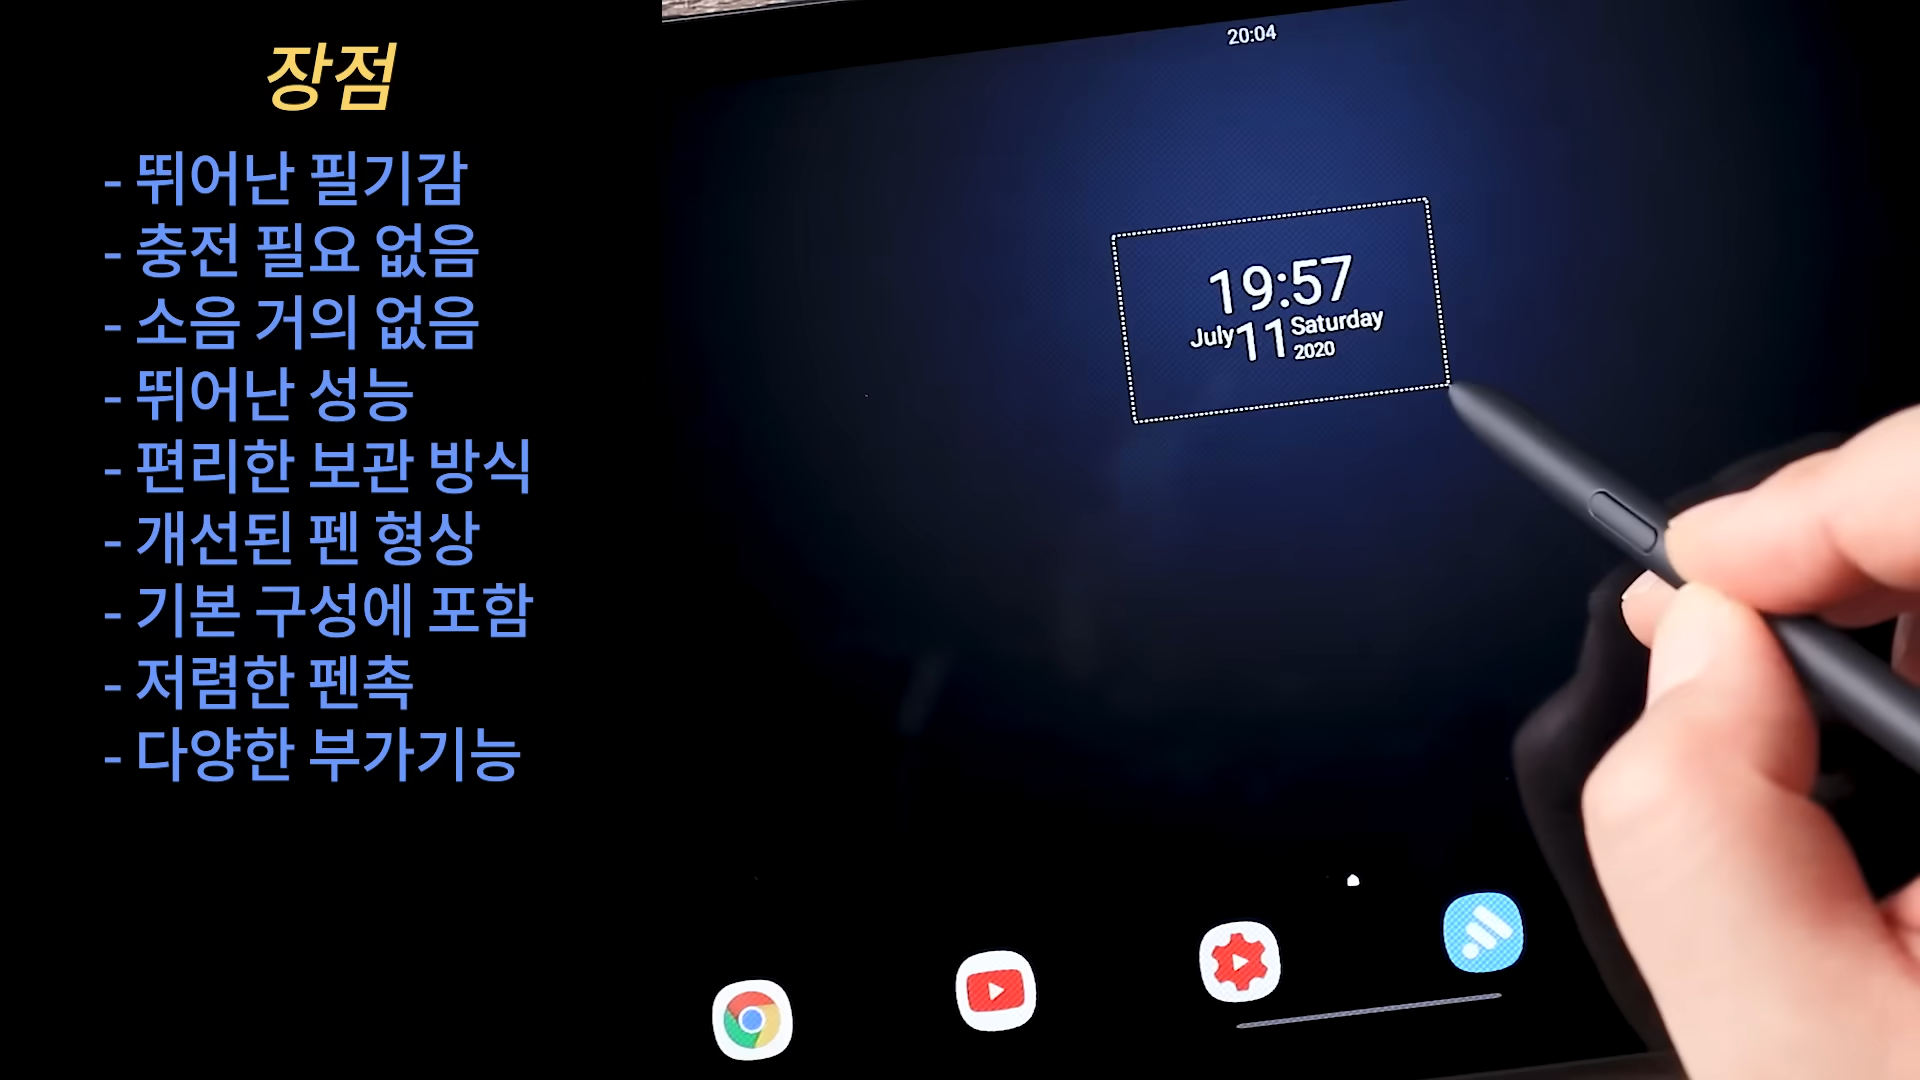 장점
- 뛰어난 필기감
- 충전 필요 없음
- 소음 거의 없음
- 뛰어난 성능
- 편리한 보관 방식
- 개선된 펜 형상
- 기본 구성에 포함
- 저렴한 펜촉
- 다양한 부가기능
20:04
19:57
July 11 Saturday
2020